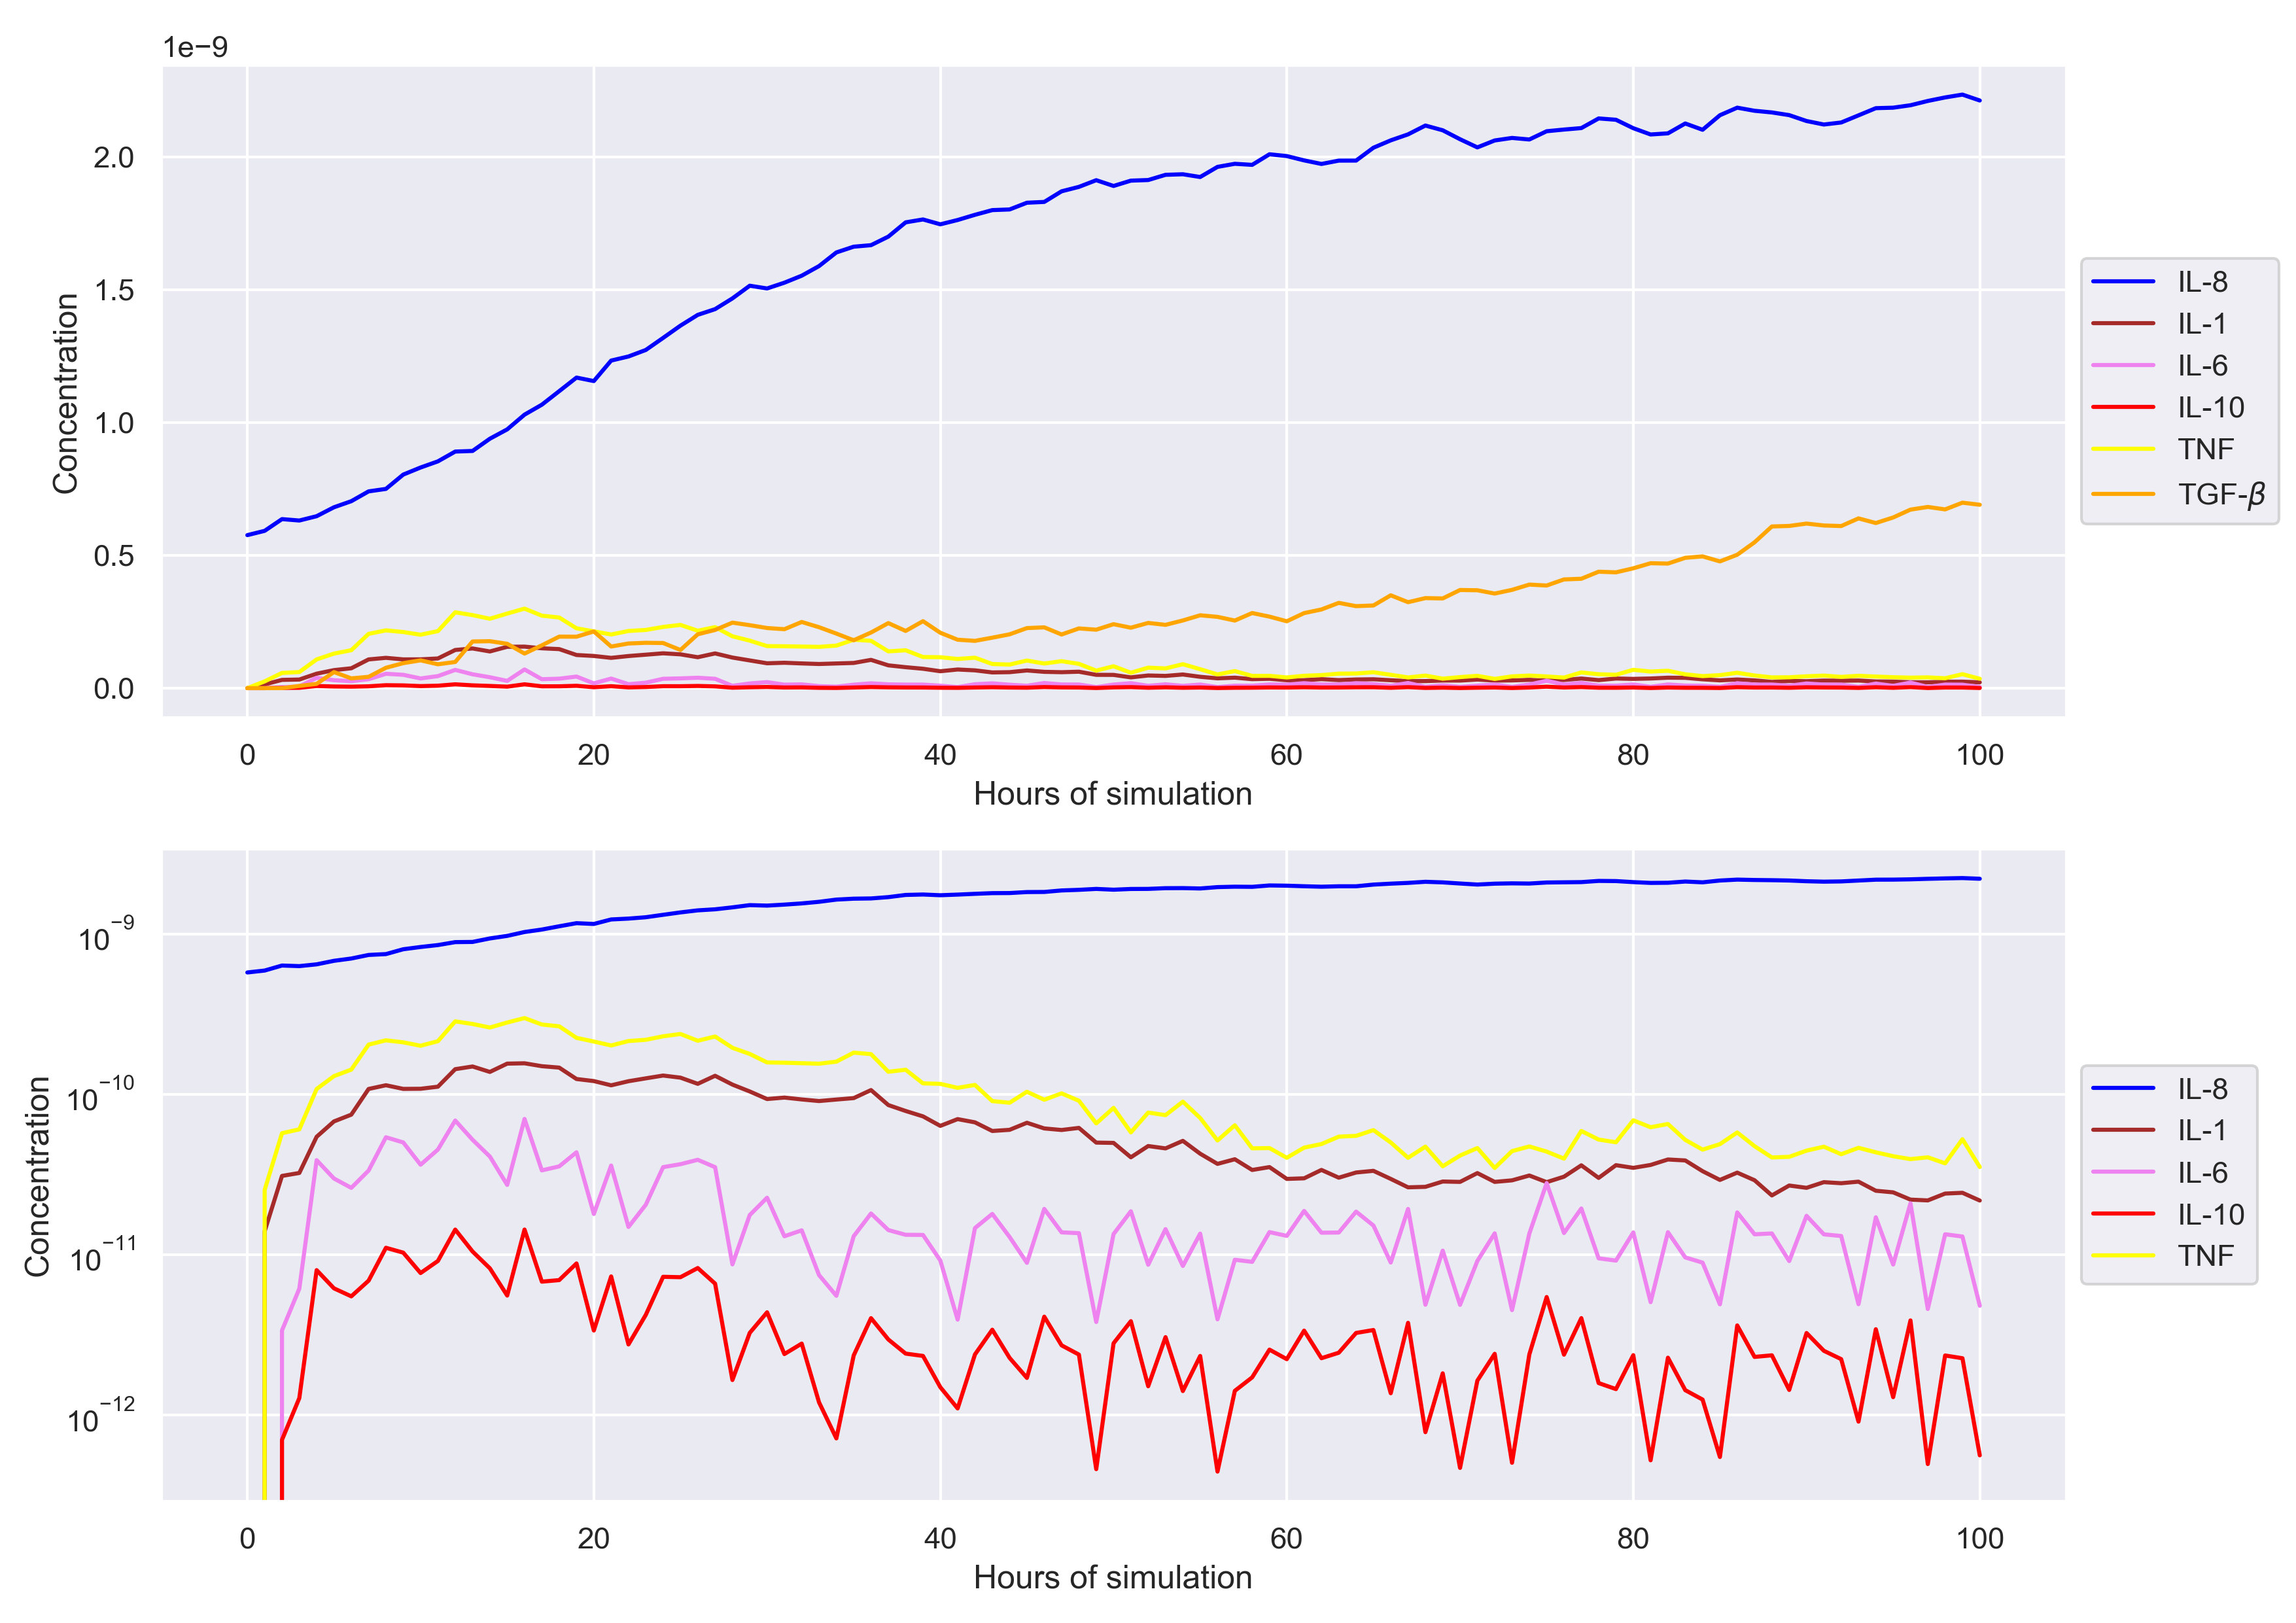 1e−9
2.0
1.5
1.0
0.5
0.0
Concentration
0 20 40 60 80 100
Hours of simulation
IL-8
IL-1
IL-6
IL-10
TNF
TGF-β
10⁻⁹
10⁻¹⁰
10⁻¹¹
10⁻¹²
Concentration
0 20 40 60 80 100
Hours of simulation
IL-8
IL-1
IL-6
IL-10
TNF